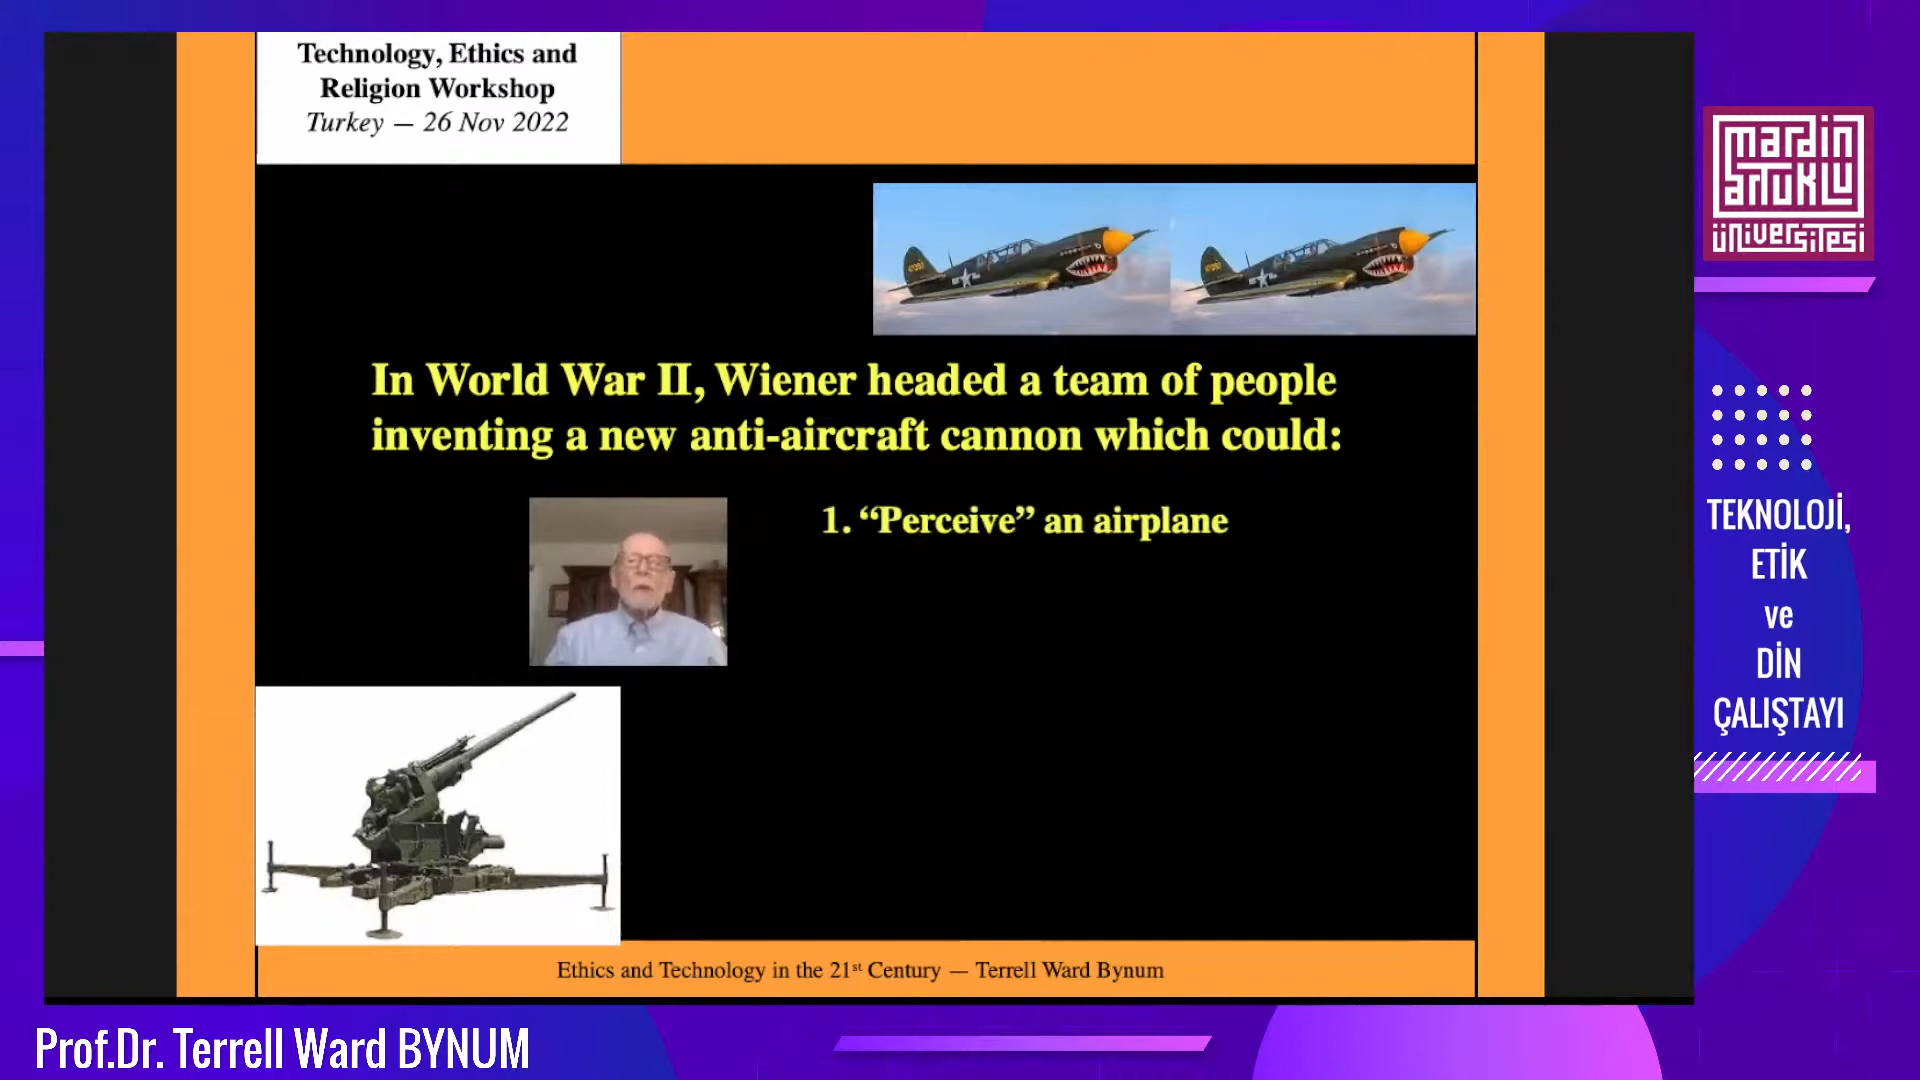 Technology, Ethics and
Religion Workshop
Turkey — 26 Nov 2022
In World War II, Wiener headed a team of people
inventing a new anti-aircraft cannon which could:
1. “Perceive” an airplane
Ethics and Technology in the 21st Century — Terrell Ward Bynum
Prof.Dr. Terrell Ward BYNUM
mardin
artuklu
üniversitesi
TEKNOLOJİ,
ETİK
ve
DİN
ÇALIŞTAYI